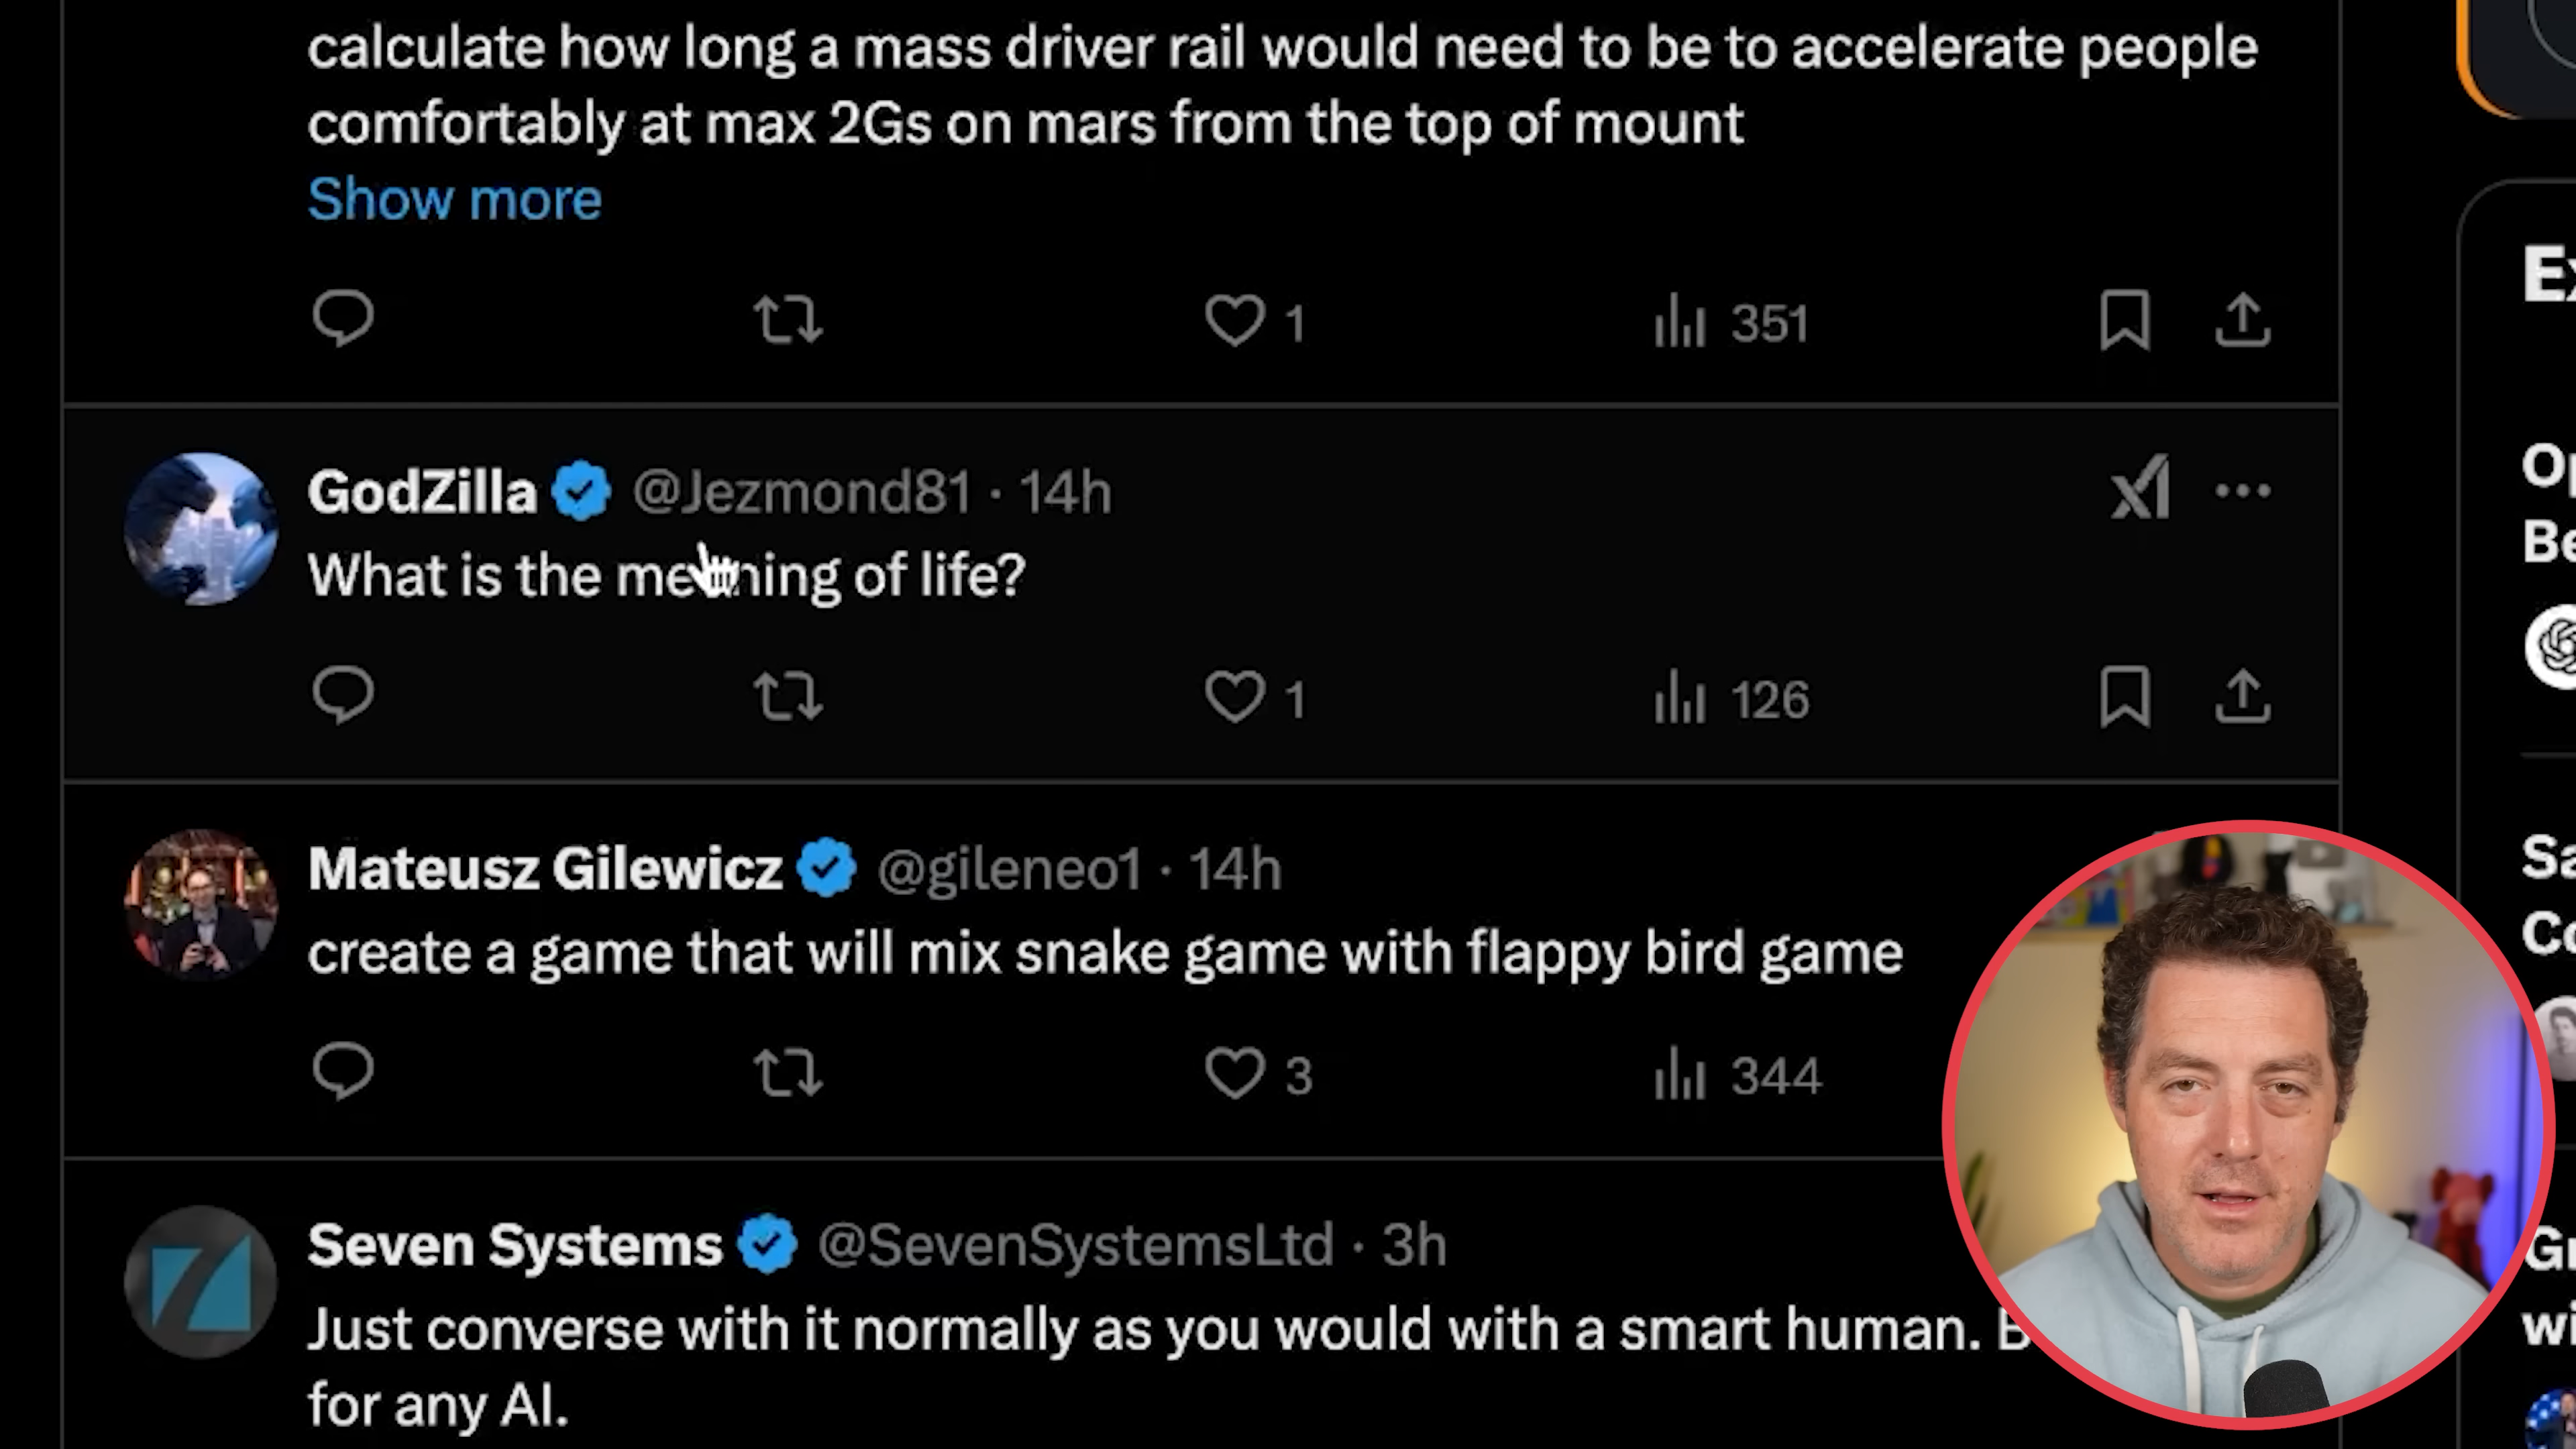 calculate how long a mass driver rail would need to be to accelerate people
comfortably at max 2Gs on mars from the top of mount
Show more
1
351
GodZilla @Jezmond81 · 14h
What is the meaning of life?
1
126
Mateusz Gilewicz @gileneo1 · 14h
create a game that will mix snake game with flappy bird game
3
344
Seven Systems @SevenSystemsLtd · 3h
Just converse with it normally as you would with a smart human.
for any AI.